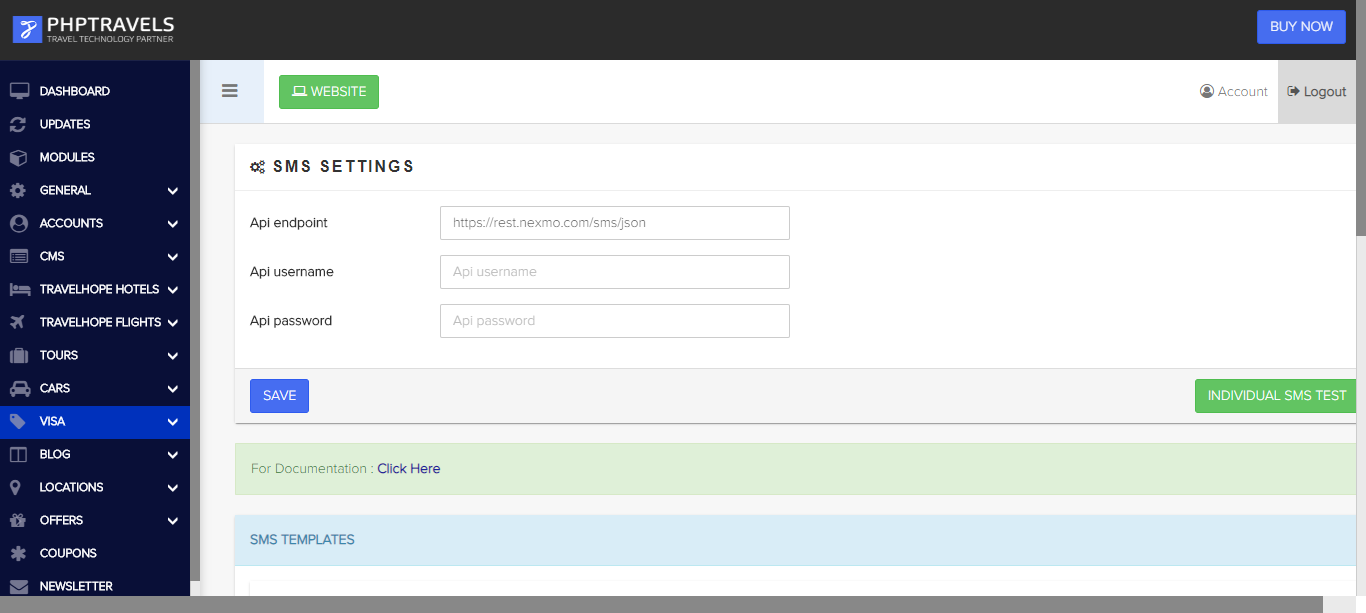 PHPTRAVELS
TRAVEL TECHNOLOGY PARTNER
BUY NOW
DASHBOARD
UPDATES
MODULES
GENERAL
ACCOUNTS
CMS
TRAVELHOPE HOTELS
TRAVELHOPE FLIGHTS
TOURS
CARS
VISA
BLOG
LOCATIONS
OFFERS
COUPONS
NEWSLETTER
WEBSITE
Account
Logout
SMS SETTINGS
Api endpoint https://rest.nexmo.com/sms/json
Api username Api username
Api password Api password
SAVE
INDIVIDUAL SMS TEST
For Documentation : Click Here
SMS TEMPLATES